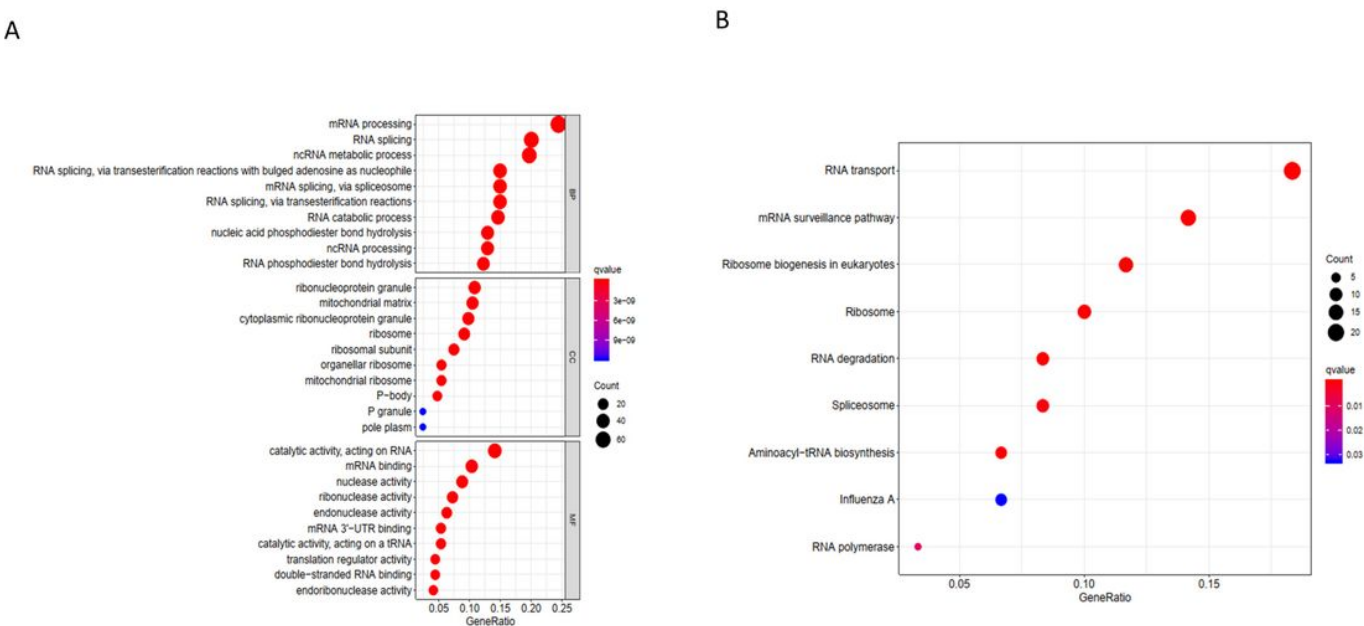 A
B
mRNA processing
RNA splicing
ncRNA metabolic process
RNA splicing, via transesterification reactions with bulged adenosine as nucleophile
mRNA splicing, via spliceosome
RNA splicing, via transesterification reactions
RNA catabolic process
nucleic acid phosphodiester bond hydrolysis
ncRNA processing
RNA phosphodiester bond hydrolysis
BP
ribonucleoprotein granule
mitochondrial matrix
cytoplasmic ribonucleoprotein granule
ribosome
ribosomal subunit
organellar ribosome
mitochondrial ribosome
P−body
P granule
pole plasm
CC
catalytic activity, acting on RNA
mRNA binding
nuclease activity
ribonuclease activity
endonuclease activity
mRNA 3'−UTR binding
catalytic activity, acting on a tRNA
translation regulator activity
double−stranded RNA binding
endoribonuclease activity
MF
0.05 0.10 0.15 0.20 0.25
GeneRatio
qvalue
3e−09
6e−09
9e−09
Count
20
40
60
RNA transport
mRNA surveillance pathway
Ribosome biogenesis in eukaryotes
Ribosome
RNA degradation
Spliceosome
Aminoacyl−tRNA biosynthesis
Influenza A
RNA polymerase
0.05 0.10 0.15
GeneRatio
Count
5
10
15
20
qvalue
0.01
0.02
0.03